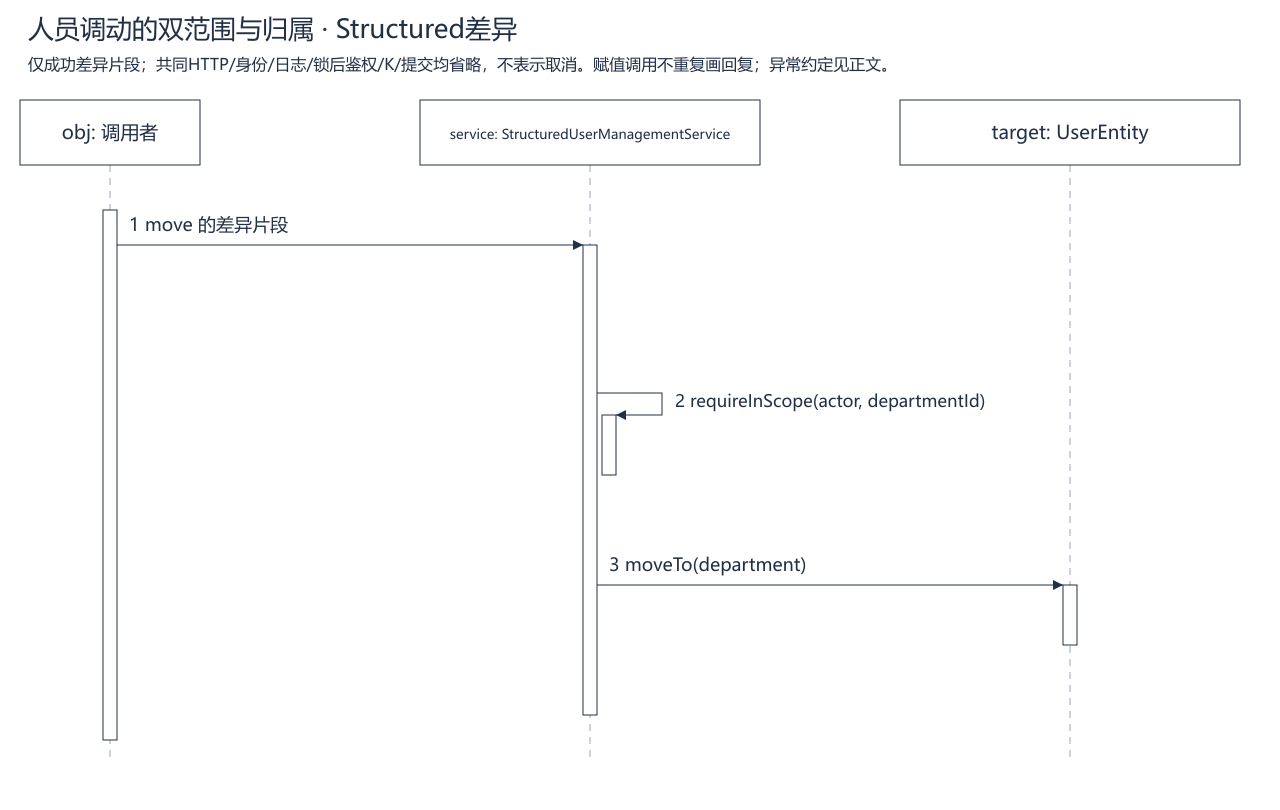 人员调动的双范围与归属 · Structured差异
仅成功差异片段；共同HTTP/身份/日志/锁后鉴权/K/提交均省略，不表示取消。赋值调用不重复画回复；异常约定见正文。
obj: 调用者
service: StructuredUserManagementService
target: UserEntity
1 move 的差异片段
2 requireInScope(actor, departmentId)
3 moveTo(department)